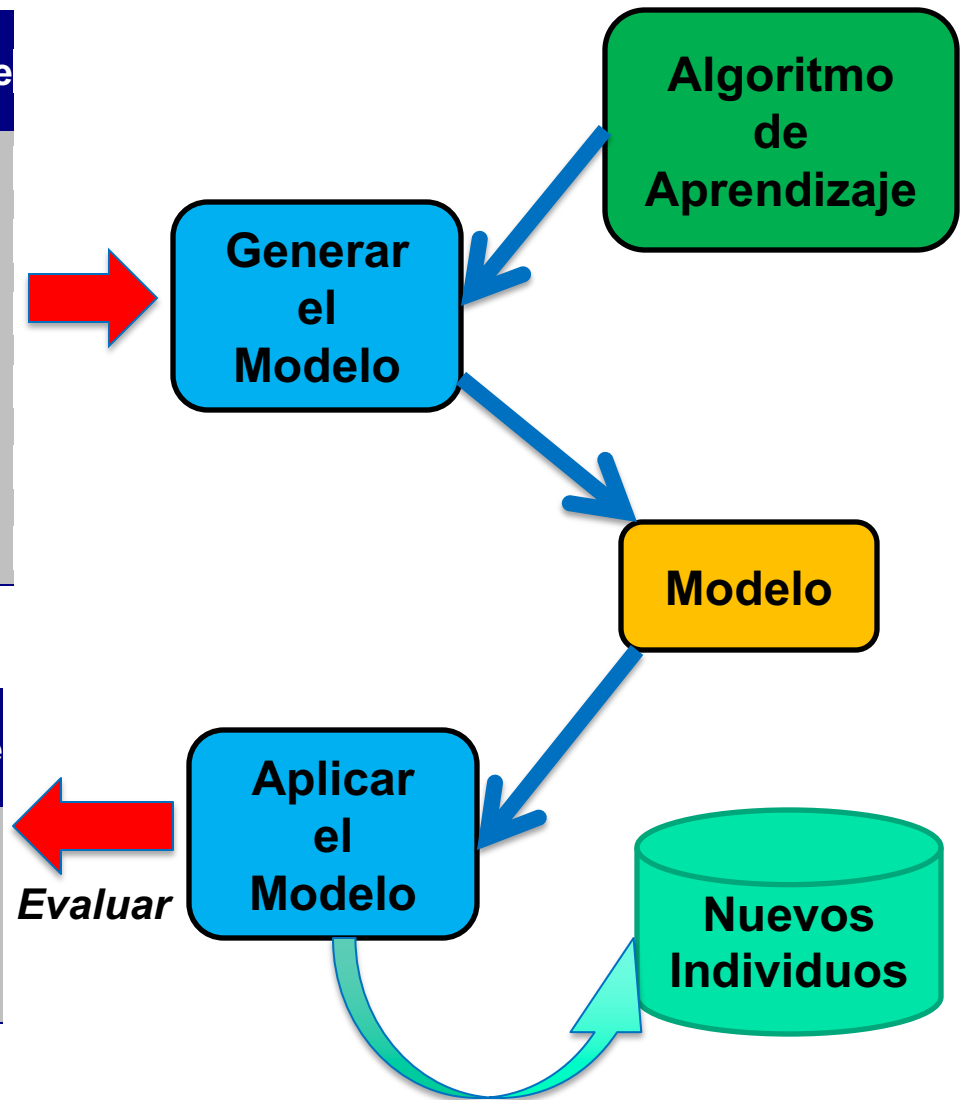 Algoritmo
de
Aprendizaje
Generar
el
Modelo
Modelo
Aplicar
el
Modelo
Evaluar
Nuevos
Individuos